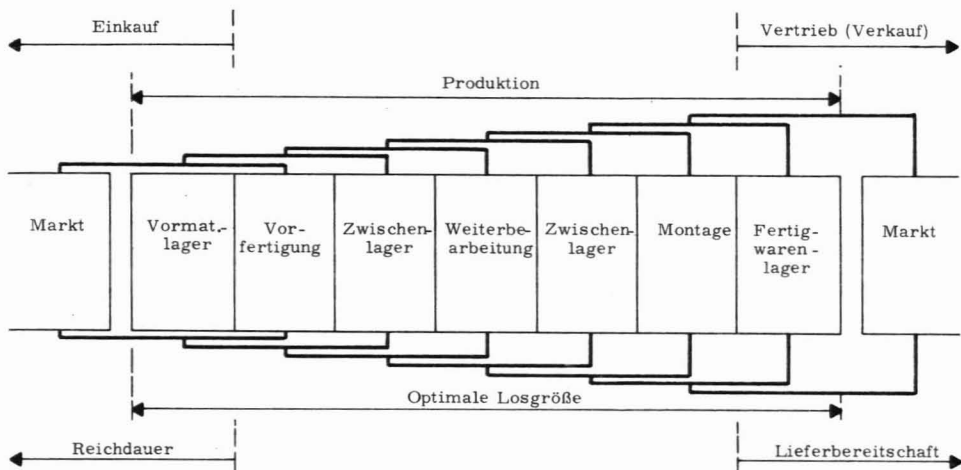 Einkauf
Vertrieb (Verkauf)
Produktion
Markt
Vormat.-
lager
Vor-
fertigung
Zwischen-
lager
Weiterbe-
arbeitung
Zwischen-
lager
Montage
Fertig-
waren-
lager
Markt
Optimale Losgröße
Reichdauer
Lieferbereitschaft